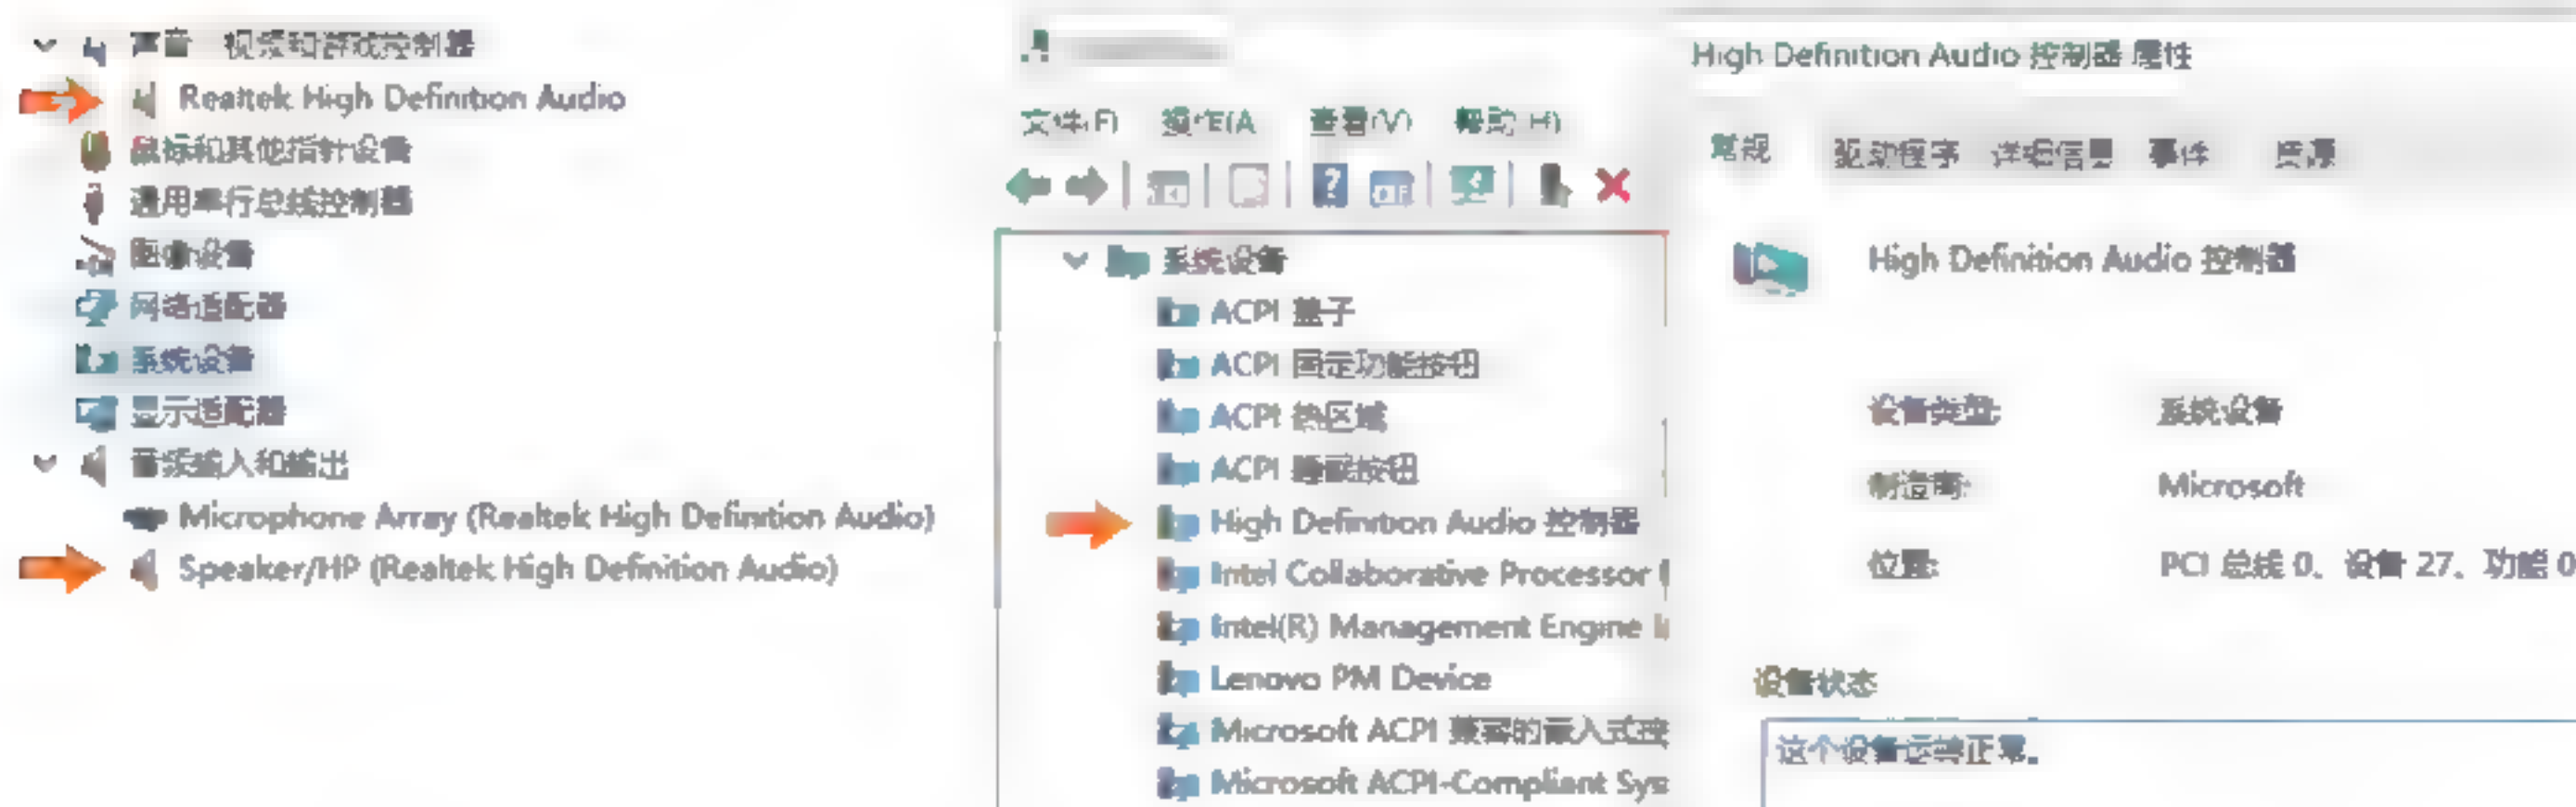 声音、视频和游戏控制器
Realtek High Definition Audio
鼠标和其他指针设备
通用串行总线控制器
图像设备
网络适配器
系统设备
显示适配器
音频输入和输出
Microphone Array (Realtek High Definition Audio)
Speaker/HP (Realtek High Definition Audio)
文件(F) 操作(A 查看(V) 帮助(H)
系统设备
ACPI 盖子
ACPI 固定功能按钮
ACPI 热区域
ACPI 睡眠按钮
High Definition Audio 控制器
Intel Collaborative Processor
Intel(R) Management Engine
Lenovo PM Device
Microsoft ACPI 兼容的嵌入式控
Microsoft ACPI-Compliant Sys
High Definition Audio 控制器 属性
常规 驱动程序 详细信息 事件 资源
High Definition Audio 控制器
设备类型: 系统设备
制造商: Microsoft
位置: PCI 总线 0、设备 27、功能 0
设备状态
这个设备运转正常。